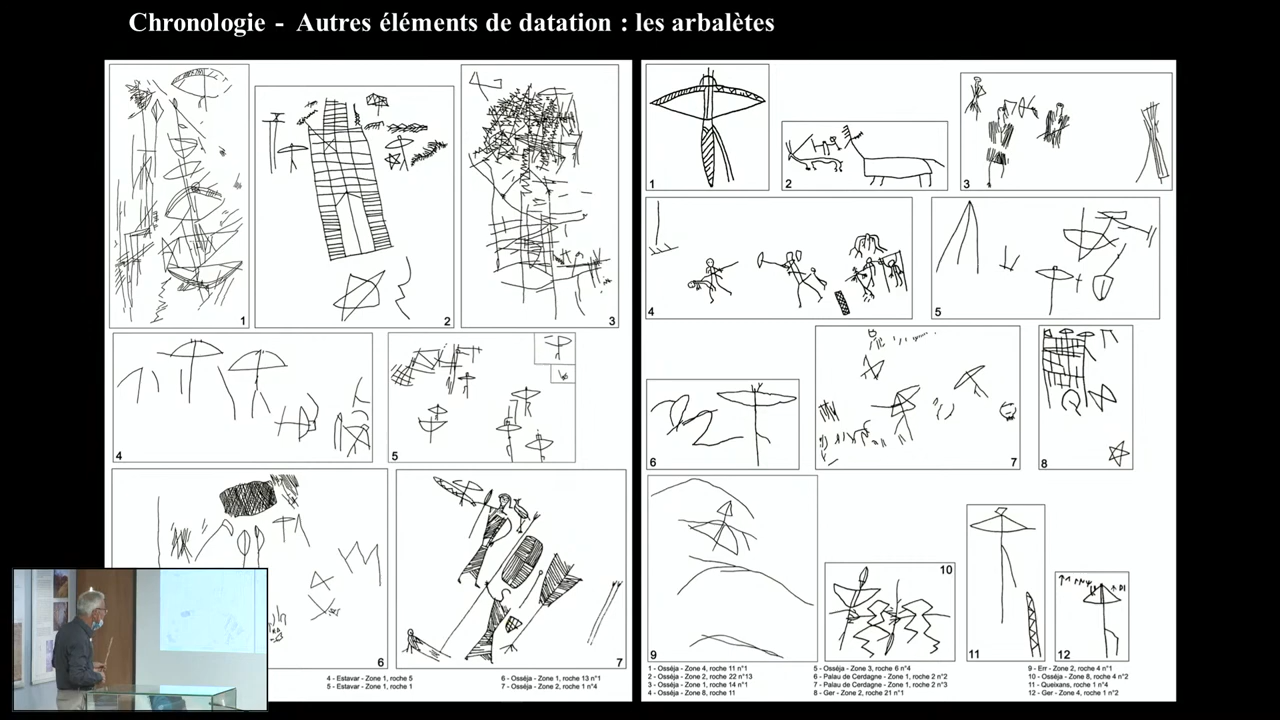 Chronologie - Autres éléments de datation : les arbalètes
1
2
3
4
5
6
7
4 - Estavar - Zone 1, roche 5
5 - Estavar - Zone 1, roche 1
6 - Osséja - Zone 1, roche 13 n°1
7 - Osséja - Zone 2, roche 1 n°4
1
2
3
4
5
6
7
8
9
10
11
12
1 - Osséja - Zone 4, roche 11 n°1
2 - Osséja - Zone 2, roche 22 n°13
3 - Osséja - Zone 1, roche 14 n°1
4 - Osséja - Zone 8, roche 11
5 - Osséja - Zone 3, roche 6 n°4
6 - Palau de Cerdagne - Zone 1, roche 2 n°2
7 - Palau de Cerdagne - Zone 1, roche 2 n°3
8 - Ger - Zone 2, roche 21 n°1
9 - Err - Zone 2, roche 4 n°1
10 - Osséja - Zone 8, roche 4 n°2
11 - Queixans, roche 1 n°4
12 - Ger - Zone 4, roche 1 n°2